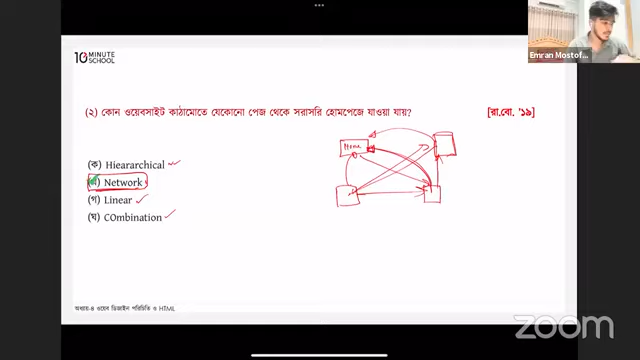 10 MINUTE SCHOOL
Emran Mostof...
(২) কোন ওয়েবসাইট কাঠামোতে যেকোনো পেজ থেকে সরাসরি হোমপেজে যাওয়া যায়?
[রা.বো. '১৯]
Home
(ক) Hieararchical
(খ) Network
(গ) Linear
(ঘ) COmbination
অধ্যায়-৪ ওয়েব ডিজাইন পরিচিতি ও HTML
zoom